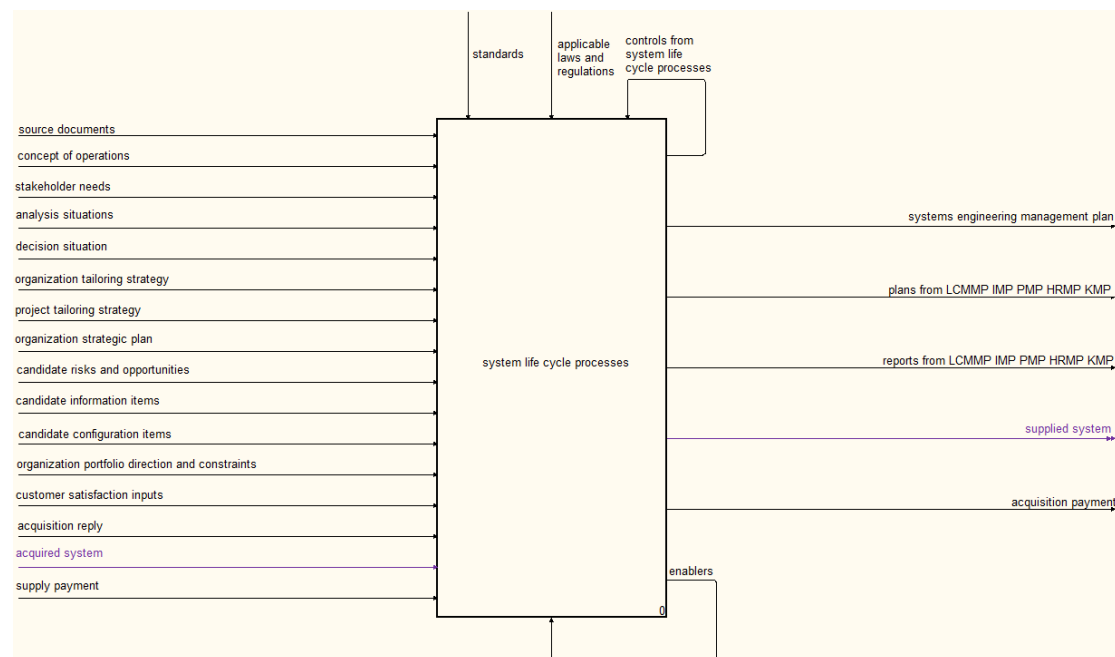 standards
applicable
laws and
regulations
controls from
system life
cycle processes
source documents
concept of operations
stakeholder needs
analysis situations
decision situation
organization tailoring strategy
project tailoring strategy
organization strategic plan
candidate risks and opportunities
candidate information items
candidate configuration items
organization portfolio direction and constraints
customer satisfaction inputs
acquisition reply
acquired system
supply payment
system life cycle processes
0
systems engineering management plan
plans from LCMMP IMP PMP HRMP KMP
reports from LCMMP IMP PMP HRMP KMP
supplied system
acquisition payment
enablers